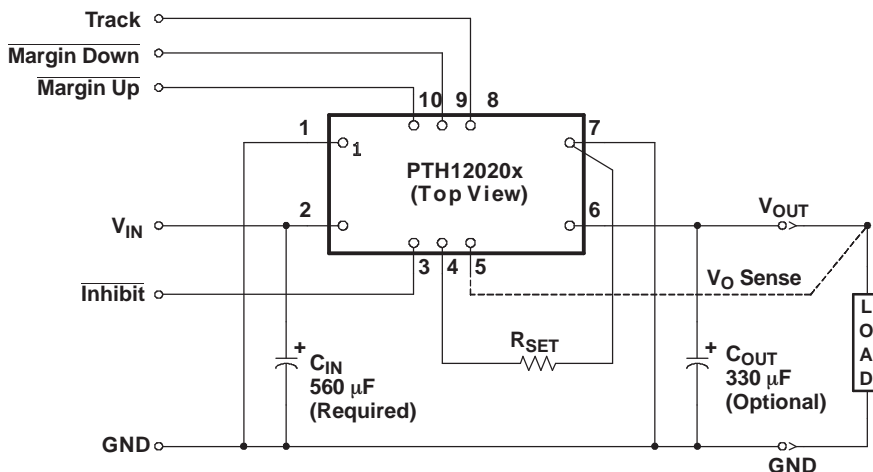 Track
Margin Down
Margin Up
10 9 8
1
7
1
PTH12020x
(Top View)
2
6
VIN
VOUT
3 4 5
VO Sense
Inhibit
LOAD
RSET
+
CIN
560 μF
(Required)
+
COUT
330 μF
(Optional)
GND
GND